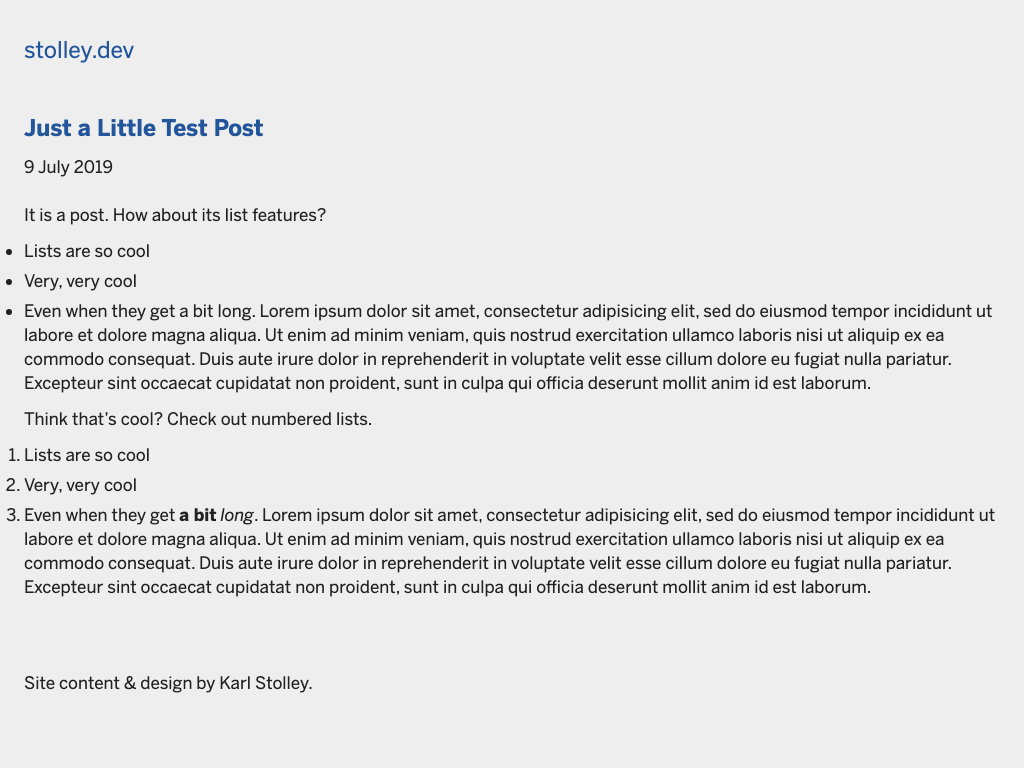 stolley.dev
Just a Little Test Post
9 July 2019
It is a post. How about its list features?
• Lists are so cool
• Very, very cool
• Even when they get a bit long. Lorem ipsum dolor sit amet, consectetur adipisicing elit, sed do eiusmod tempor incididunt ut
labore et dolore magna aliqua. Ut enim ad minim veniam, quis nostrud exercitation ullamco laboris nisi ut aliquip ex ea
commodo consequat. Duis aute irure dolor in reprehenderit in voluptate velit esse cillum dolore eu fugiat nulla pariatur.
Excepteur sint occaecat cupidatat non proident, sunt in culpa qui officia deserunt mollit anim id est laborum.
Think that’s cool? Check out numbered lists.
1. Lists are so cool
2. Very, very cool
3. Even when they get a bit long. Lorem ipsum dolor sit amet, consectetur adipisicing elit, sed do eiusmod tempor incididunt ut
labore et dolore magna aliqua. Ut enim ad minim veniam, quis nostrud exercitation ullamco laboris nisi ut aliquip ex ea
commodo consequat. Duis aute irure dolor in reprehenderit in voluptate velit esse cillum dolore eu fugiat nulla pariatur.
Excepteur sint occaecat cupidatat non proident, sunt in culpa qui officia deserunt mollit anim id est laborum.
Site content & design by Karl Stolley.